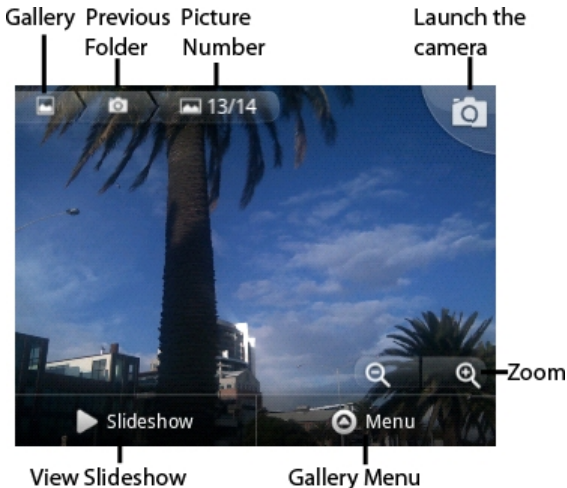 Gallery Previous Picture Launch the
Folder Number camera
13/14
Zoom
Slideshow Menu
View Slideshow Gallery Menu